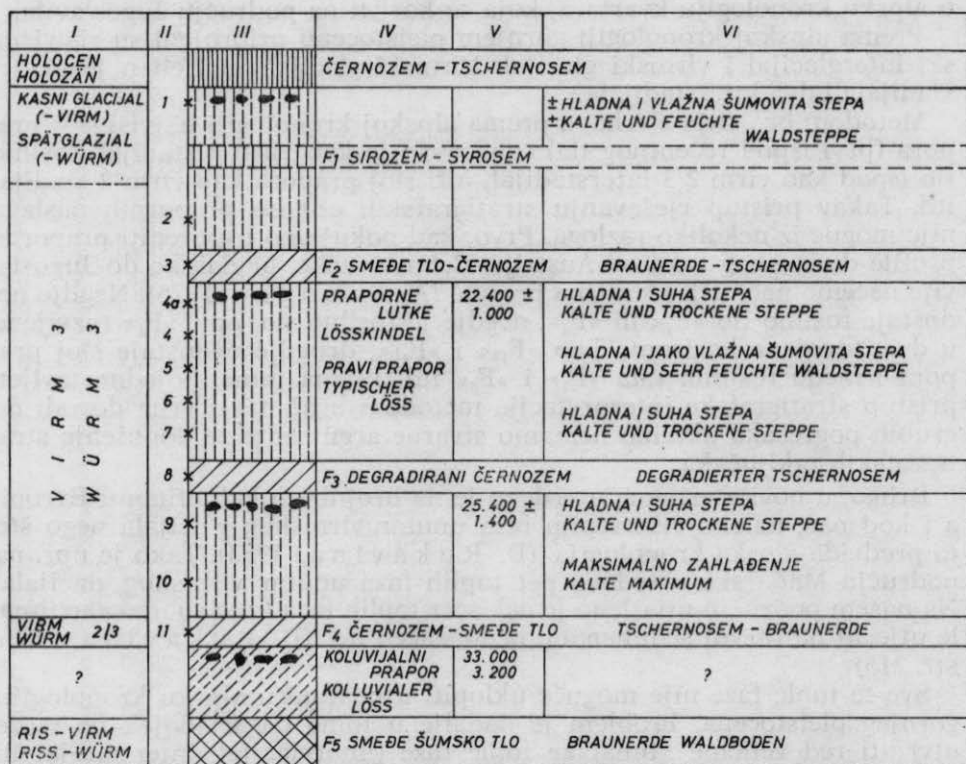 I II III IV V VI
HOLOCEN
HOLOZÄN
ČERNOZEM - TSCHERNOSEM
KASNI GLACIJAL
(- VIRM)
SPÄTGLAZIAL
(- WÜRM)
1
± HLADNA I VLAŽNA ŠUMOVITA STEPA
± KALTE UND FEUCHTE
WALDSTEPPE
F1 SIROZEM - SYROSEM
2
3
F2 SMEĐE TLO-ČERNOZEM BRAUNERDE - TSCHERNOSEM
VIRM 3
WÜRM 3
4a
PRAPORNE 22.400 ± HLADNA I SUHA STEPA
LUTKE 1.000 KALTE UND TROCKENE STEPPE
LÖSSKINDEL
4
HLADNA I JAKO VLAŽNA ŠUMOVITA STEPA
5
PRAVI PRAPOR KALTE UND SEHR FEUCHTE WALDSTEPPE
TYPISCHER
LÖSS
6
HLADNA I SUHA STEPA
7
KALTE UND TROCKENE STEPPE
8
F3 DEGRADIRANI ČERNOZEM DEGRADIERTER TSCHERNOSEM
25.400 ± HLADNA I SUHA STEPA
9
1.400 KALTE UND TROCKENE STEPPE
MAKSIMALNO ZAHLAĐENJE
10
KALTE MAXIMUM
VIRM
WÜRM 2/3
11
F4 ČERNOZEM-SMEĐE TLO TSCHERNOSEM - BRAUNERDE
?
KOLUVIJALNI 33.000
PRAPOR 3.200 ?
KOLLUVIALER
LÖSS
RIS - VIRM
RISS - WÜRM
F5 SMEĐE ŠUMSKO TLO BRAUNERDE WALDBODEN